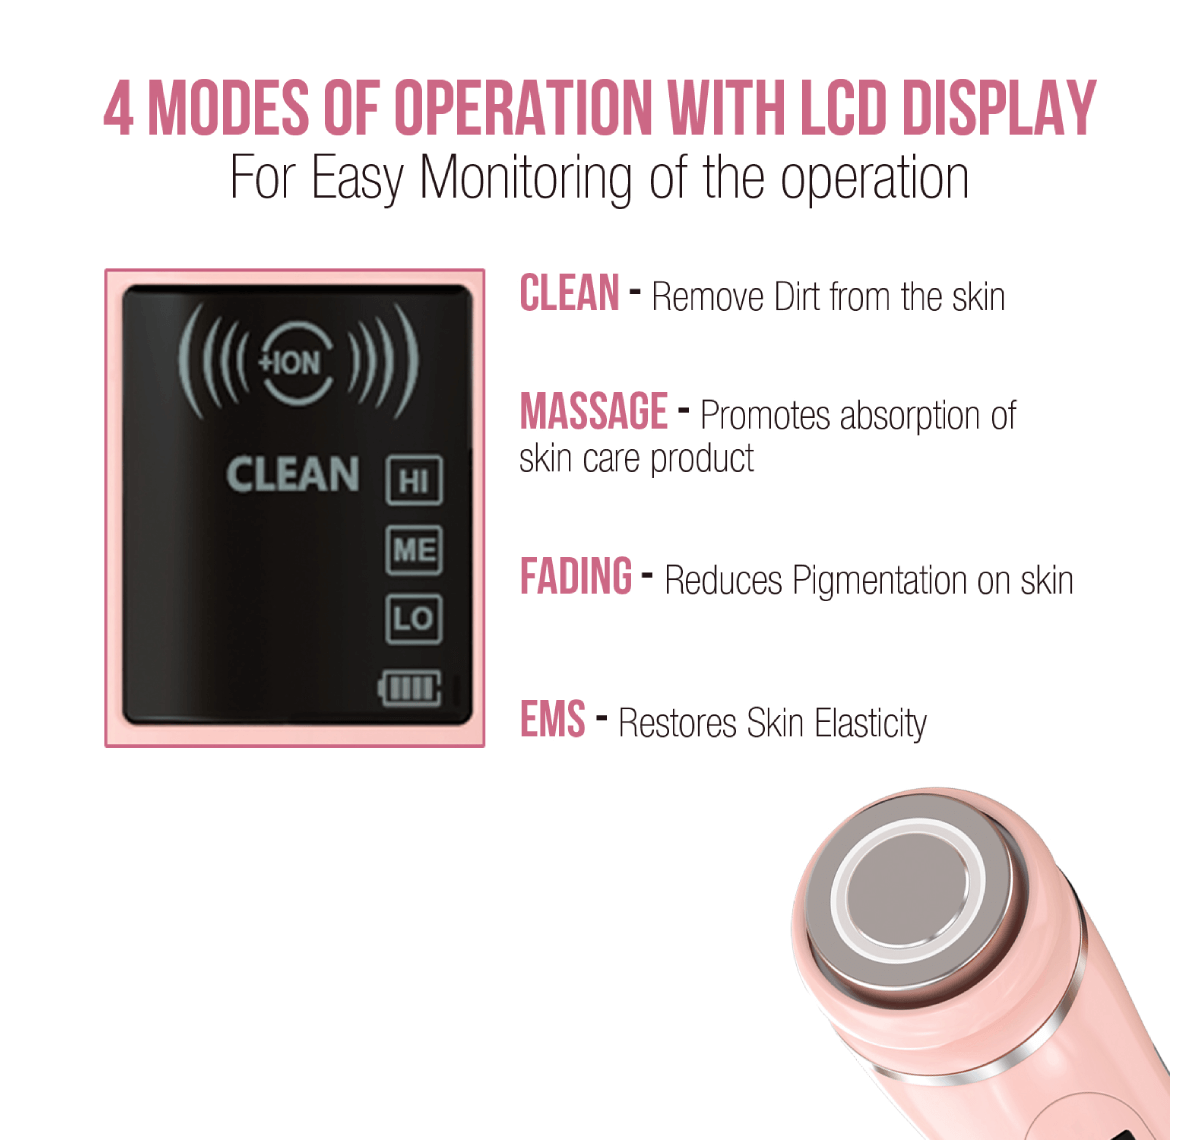 4 MODES OF OPERATION WITH LCD DISPLAY
For Easy Monitoring of the operation
+ION
CLEAN
HI
ME
LO
CLEAN - Remove Dirt from the skin
MASSAGE - Promotes absorption of
skin care product
FADING - Reduces Pigmentation on skin
EMS - Restores Skin Elasticity